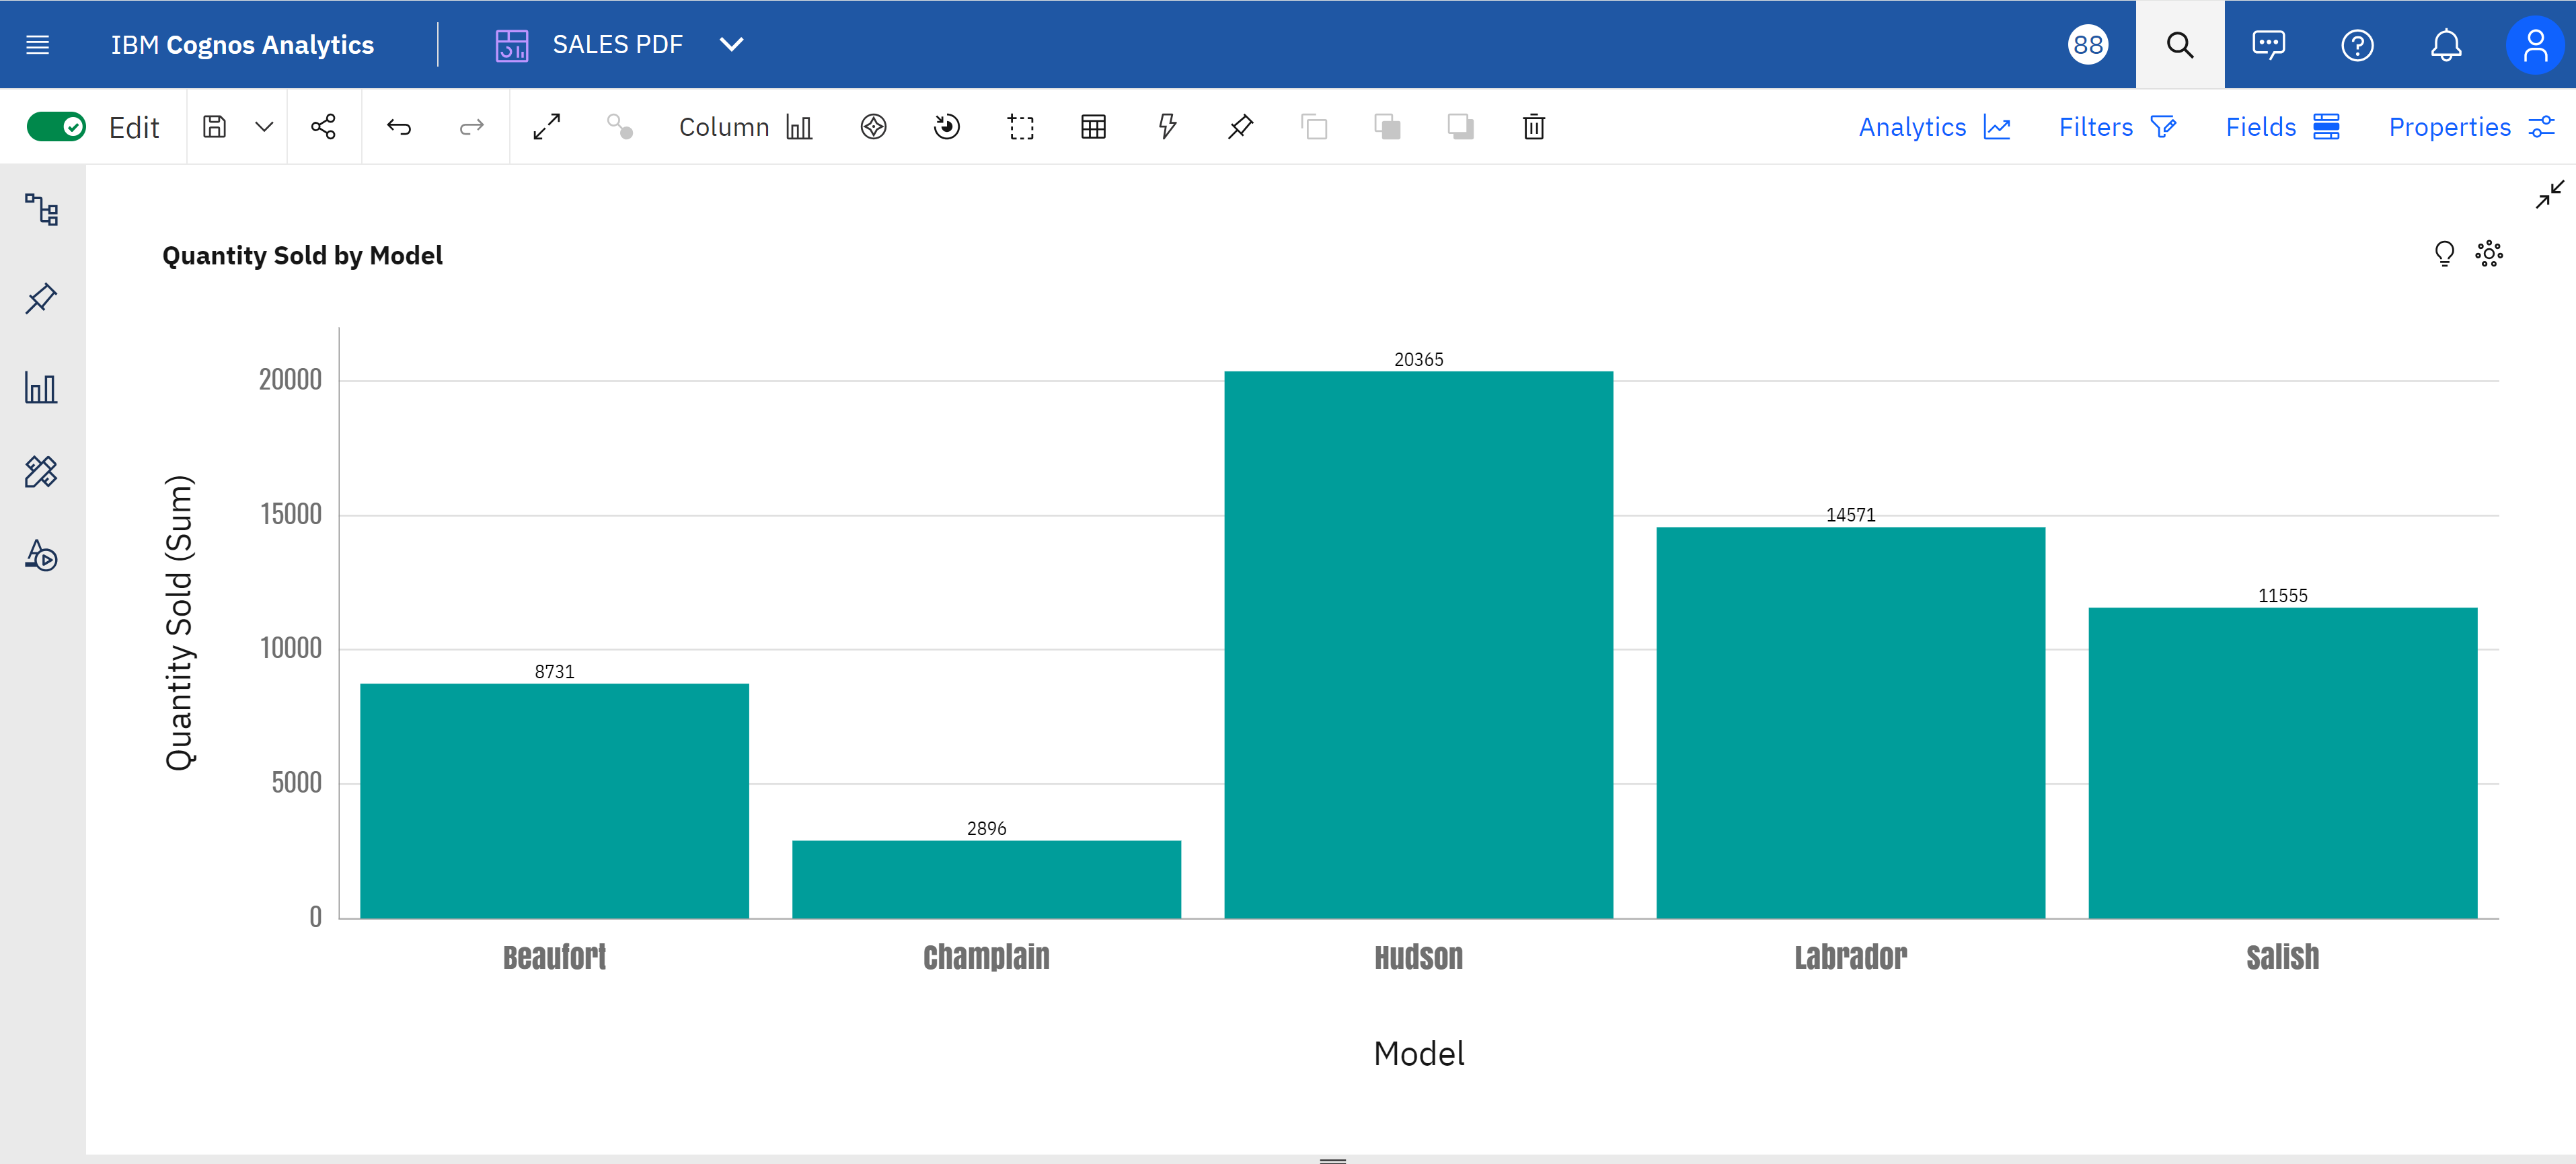 IBM Cognos Analytics
SALES PDF
88
Edit
Column
Analytics
Filters
Fields
Properties
Quantity Sold by Model
Quantity Sold (Sum)
20000
15000
10000
5000
0
8731
2896
20365
14571
11555
Beaufort
Champlain
Hudson
Labrador
Salish
Model